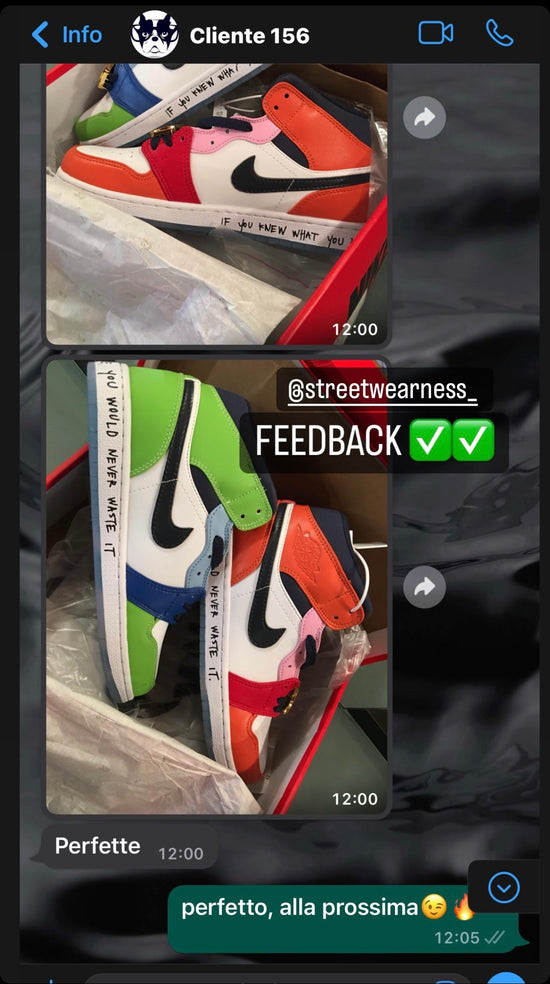 Info
Cliente 156
IF YOU KNEW WHAT
IF YOU KNEW WHAT YOU
12:00
@streetwearness_
FEEDBACK ✅✅
YOU WOULD NEVER WASTE IT
NEVER WASTE IT.
12:00
Perfette
12:00
perfetto, alla prossima😉🔥
12:05